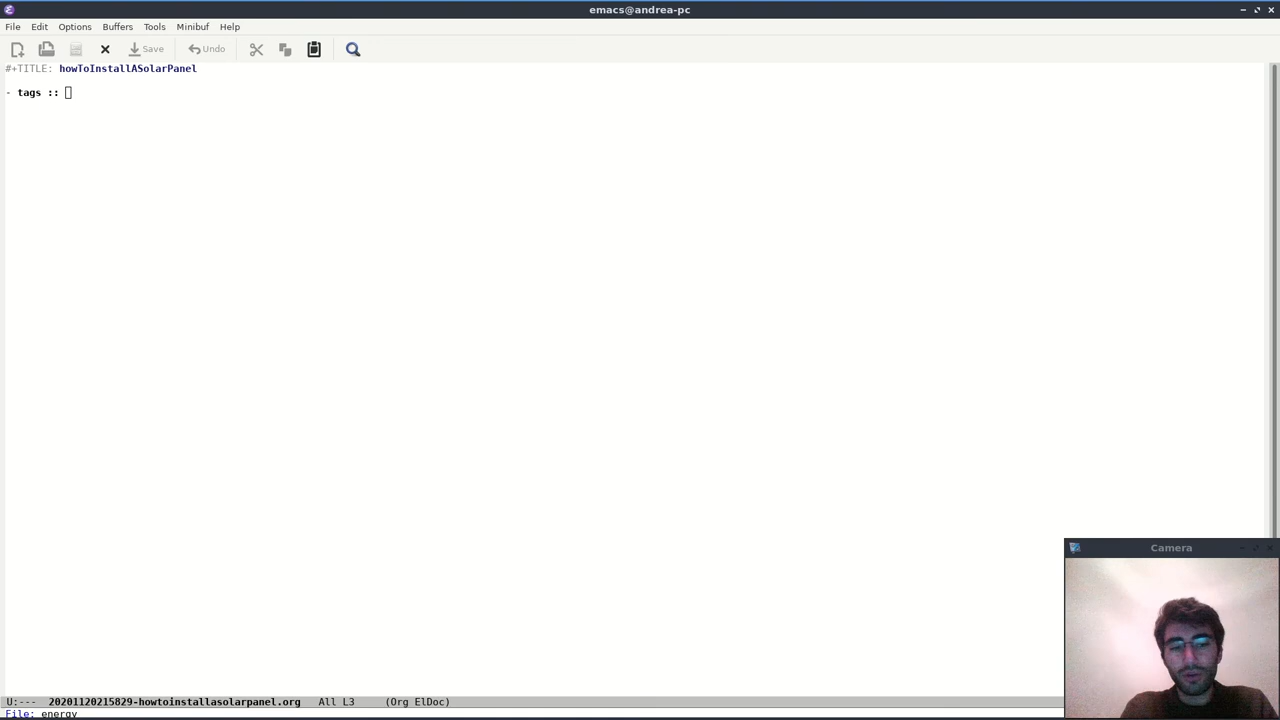 emacs@andrea-pc
File Edit Options Buffers Tools Minibuf Help
Save Undo
#+TITLE: howToInstallASolarPanel
- tags ::
Camera
U:--- 20201120215829-howtoinstallasolarpanel.org All L3 (Org ElDoc)
File: energy